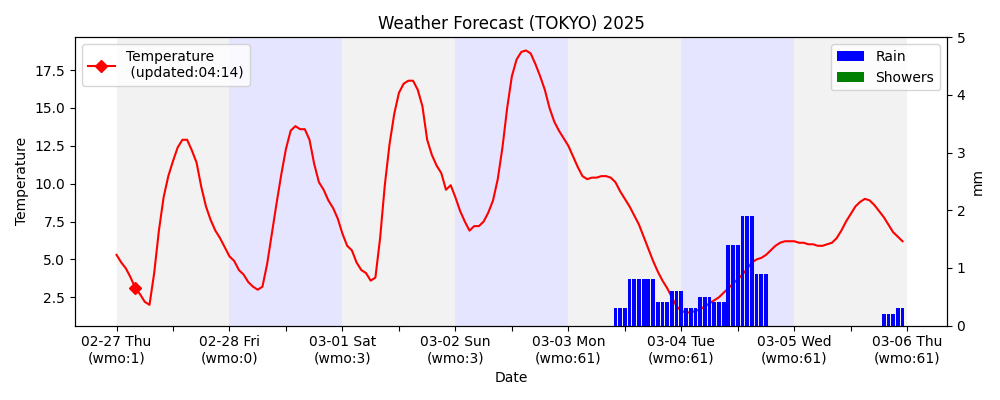 Weather Forecast (TOKYO) 2025
Temperature
(updated:04:14)
Rain
Showers
Temperature
17.5
15.0
12.5
10.0
7.5
5.0
2.5
5
4
3
2
1
0
mm
02-27 Thu
(wmo:1)
02-28 Fri
(wmo:0)
03-01 Sat
(wmo:3)
03-02 Sun
(wmo:3)
03-03 Mon
(wmo:61)
03-04 Tue
(wmo:61)
03-05 Wed
(wmo:61)
03-06 Thu
(wmo:61)
Date